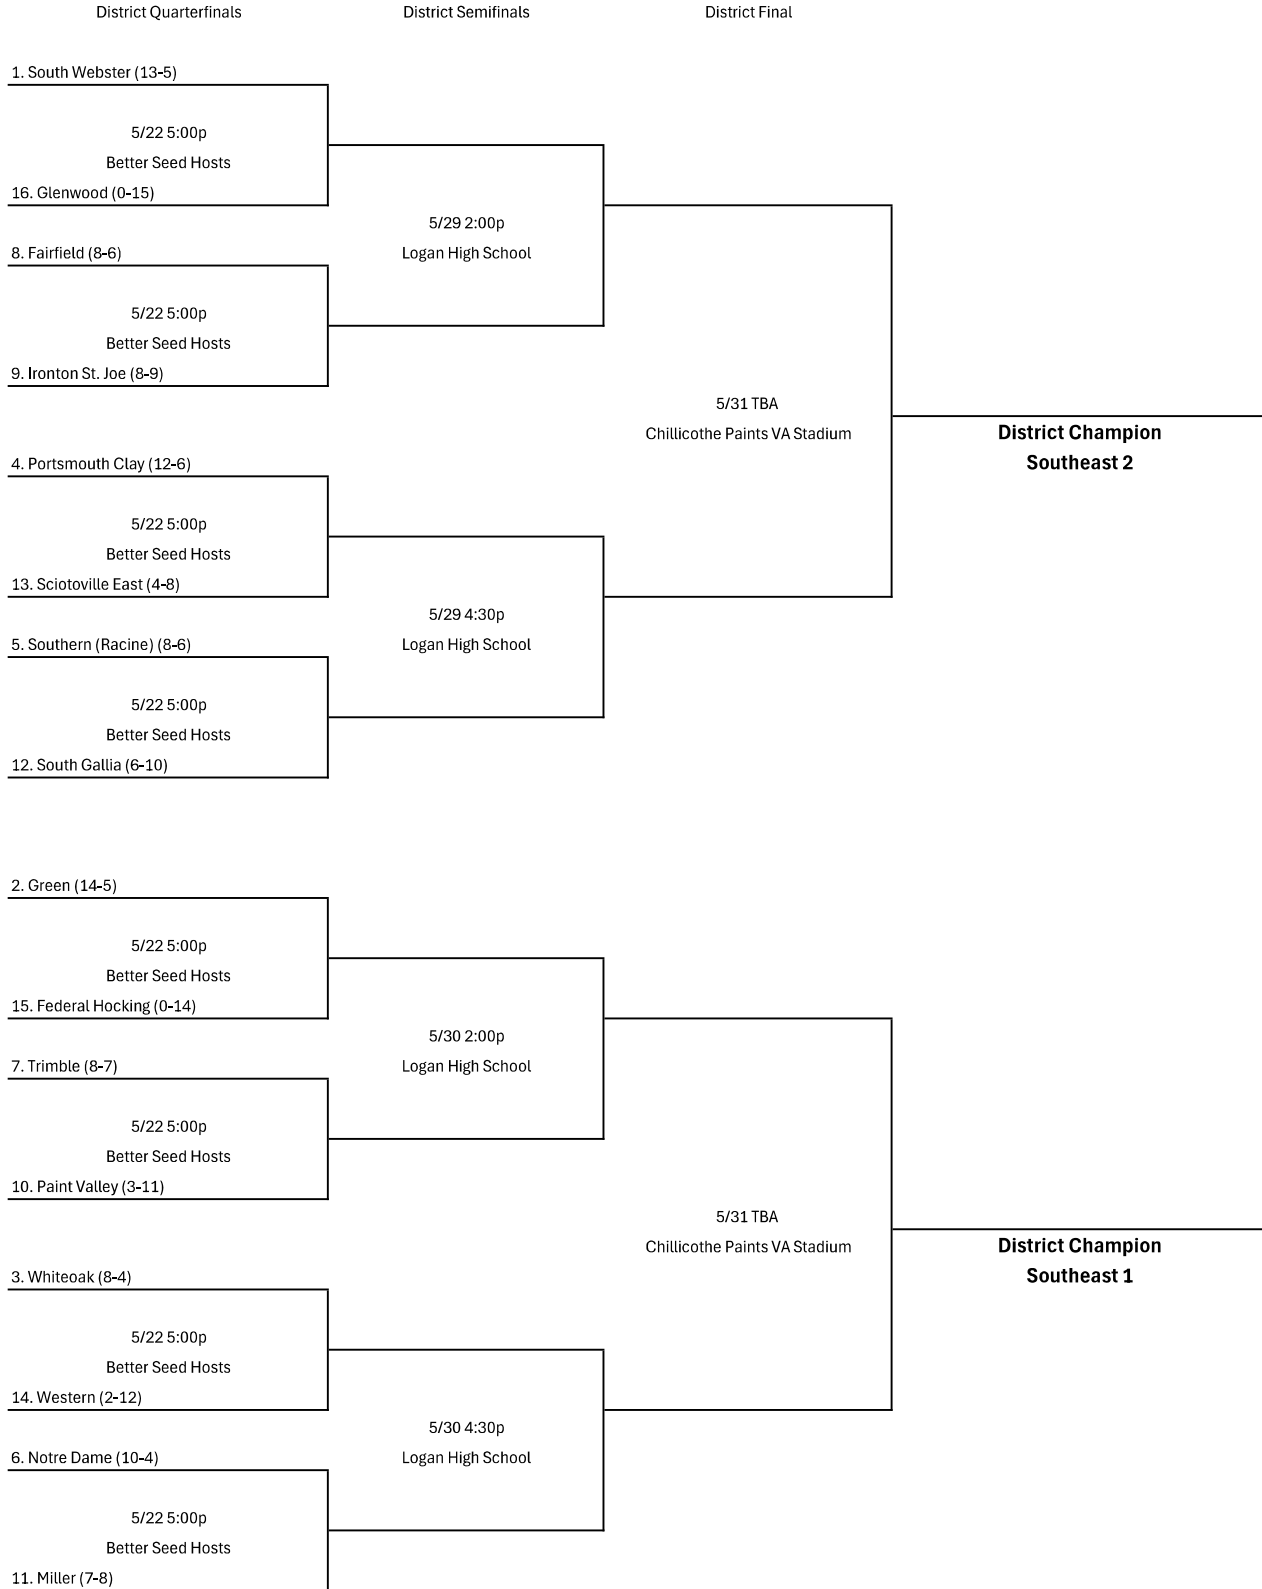 District Quarterfinals
District Semifinals
District Final
1. South Webster (13-5)
5/22 5:00p
Better Seed Hosts
16. Glenwood (0-15)
5/29 2:00p
Logan High School
8. Fairfield (8-6)
5/22 5:00p
Better Seed Hosts
9. Ironton St. Joe (8-9)
5/31 TBA
Chillicothe Paints VA Stadium
District Champion
Southeast 2
4. Portsmouth Clay (12-6)
5/22 5:00p
Better Seed Hosts
13. Sciotoville East (4-8)
5/29 4:30p
Logan High School
5. Southern (Racine) (8-6)
5/22 5:00p
Better Seed Hosts
12. South Gallia (6-10)
2. Green (14-5)
5/22 5:00p
Better Seed Hosts
15. Federal Hocking (0-14)
5/30 2:00p
Logan High School
7. Trimble (8-7)
5/22 5:00p
Better Seed Hosts
10. Paint Valley (3-11)
5/31 TBA
Chillicothe Paints VA Stadium
District Champion
Southeast 1
3. Whiteoak (8-4)
5/22 5:00p
Better Seed Hosts
14. Western (2-12)
5/30 4:30p
Logan High School
6. Notre Dame (10-4)
5/22 5:00p
Better Seed Hosts
11. Miller (7-8)